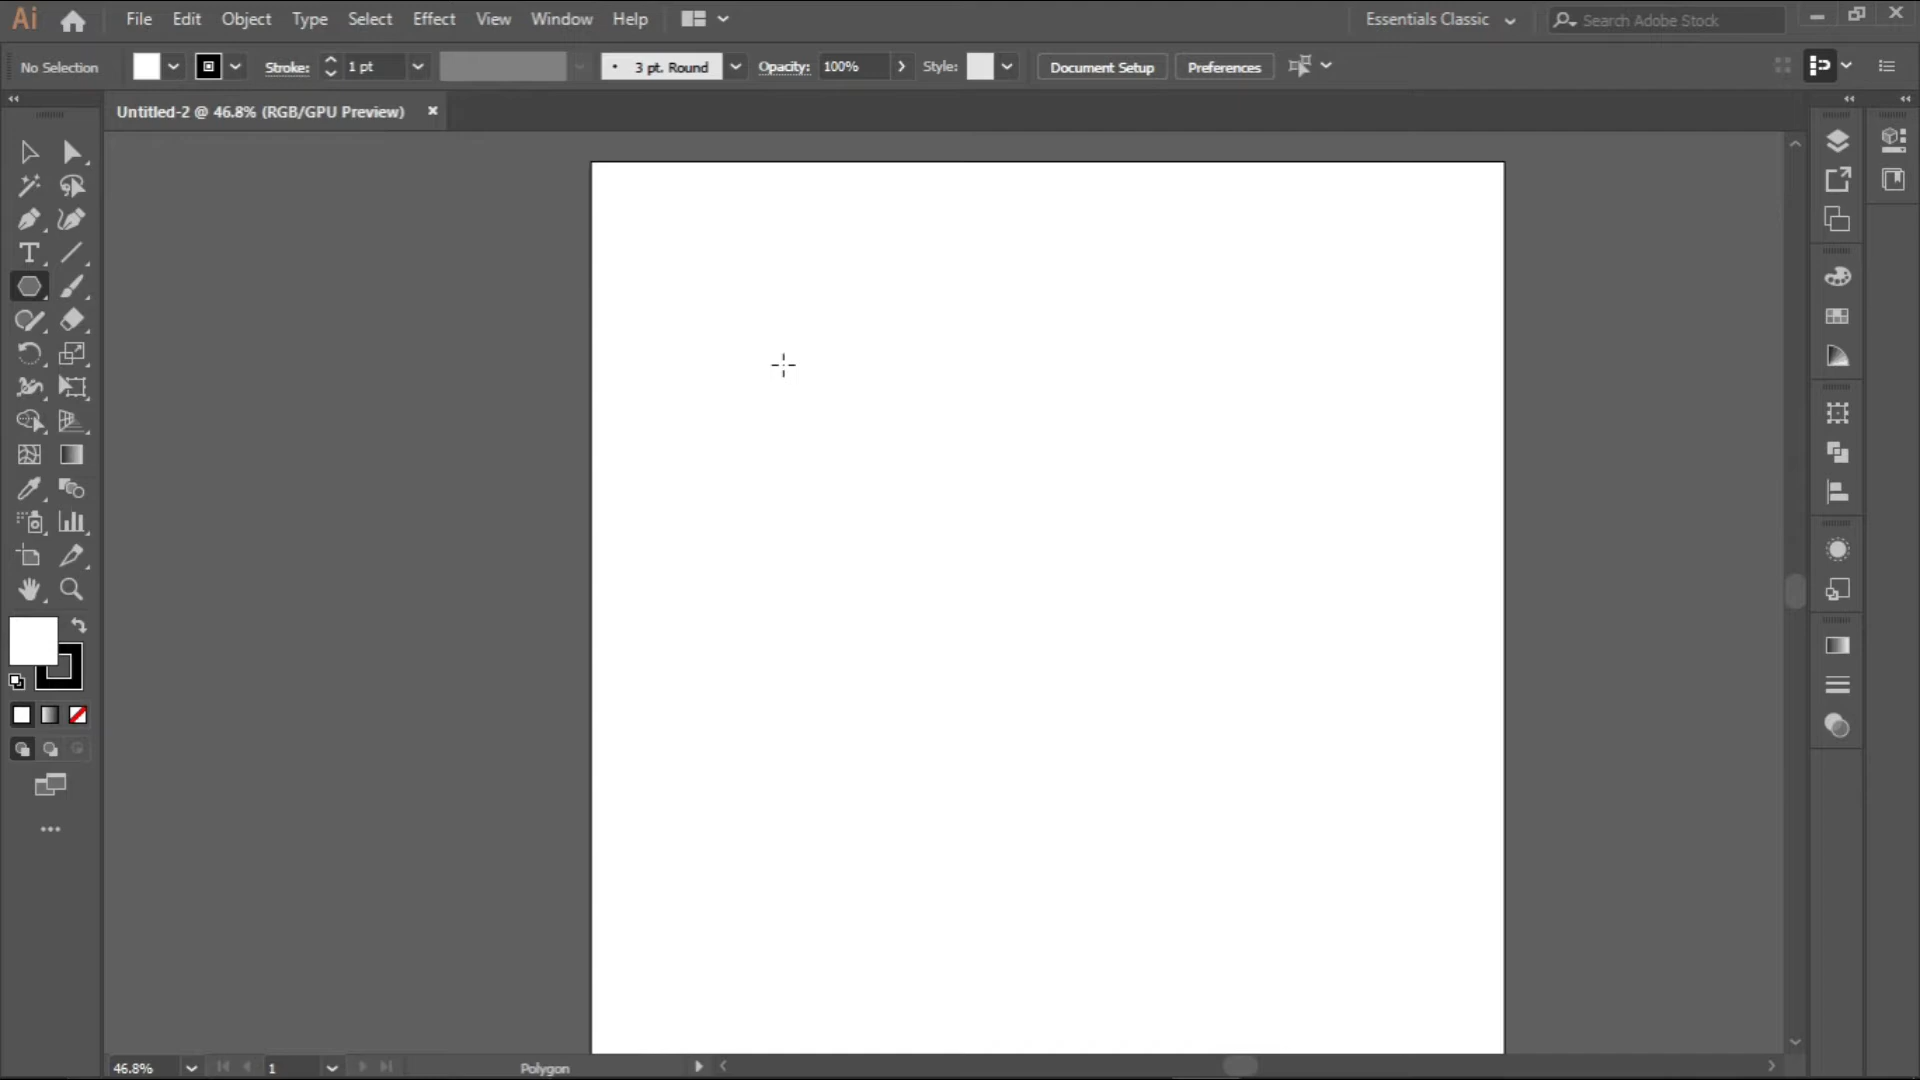 Ai File Edit Object Type Select Effect View Window Help Essentials Classic Search Adobe Stock
No Selection Stroke: 1 pt 3 pt. Round Opacity: 100% Style: Document Setup Preferences
Untitled-2 @ 46.8% (RGB/GPU Preview)
46.8% 1 Polygon